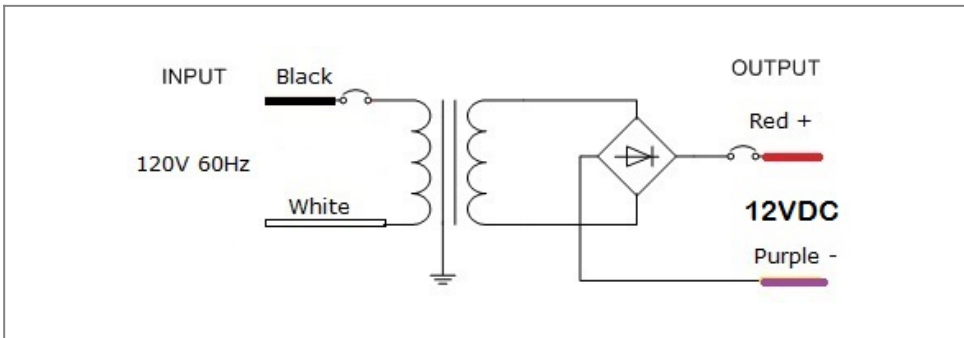 INPUT
Black
OUTPUT
Red +
120V 60Hz
White
12VDC
Purple -